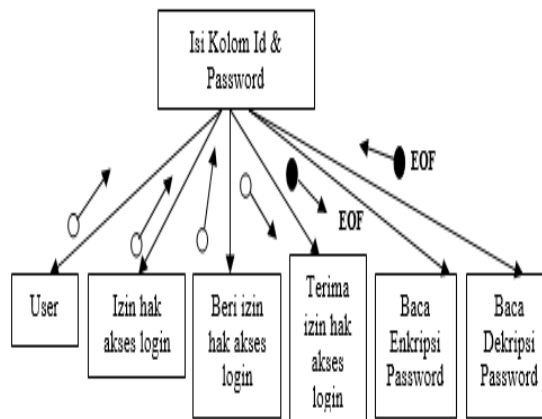 Isi Kolom Id &
Password
EOF
EOF
User
Izin hak
akses login
Beri izin
hak akses
login
Terima
izin hak
akses
login
Baca
Enkripsi
Password
Baca
Dekripsi
Password